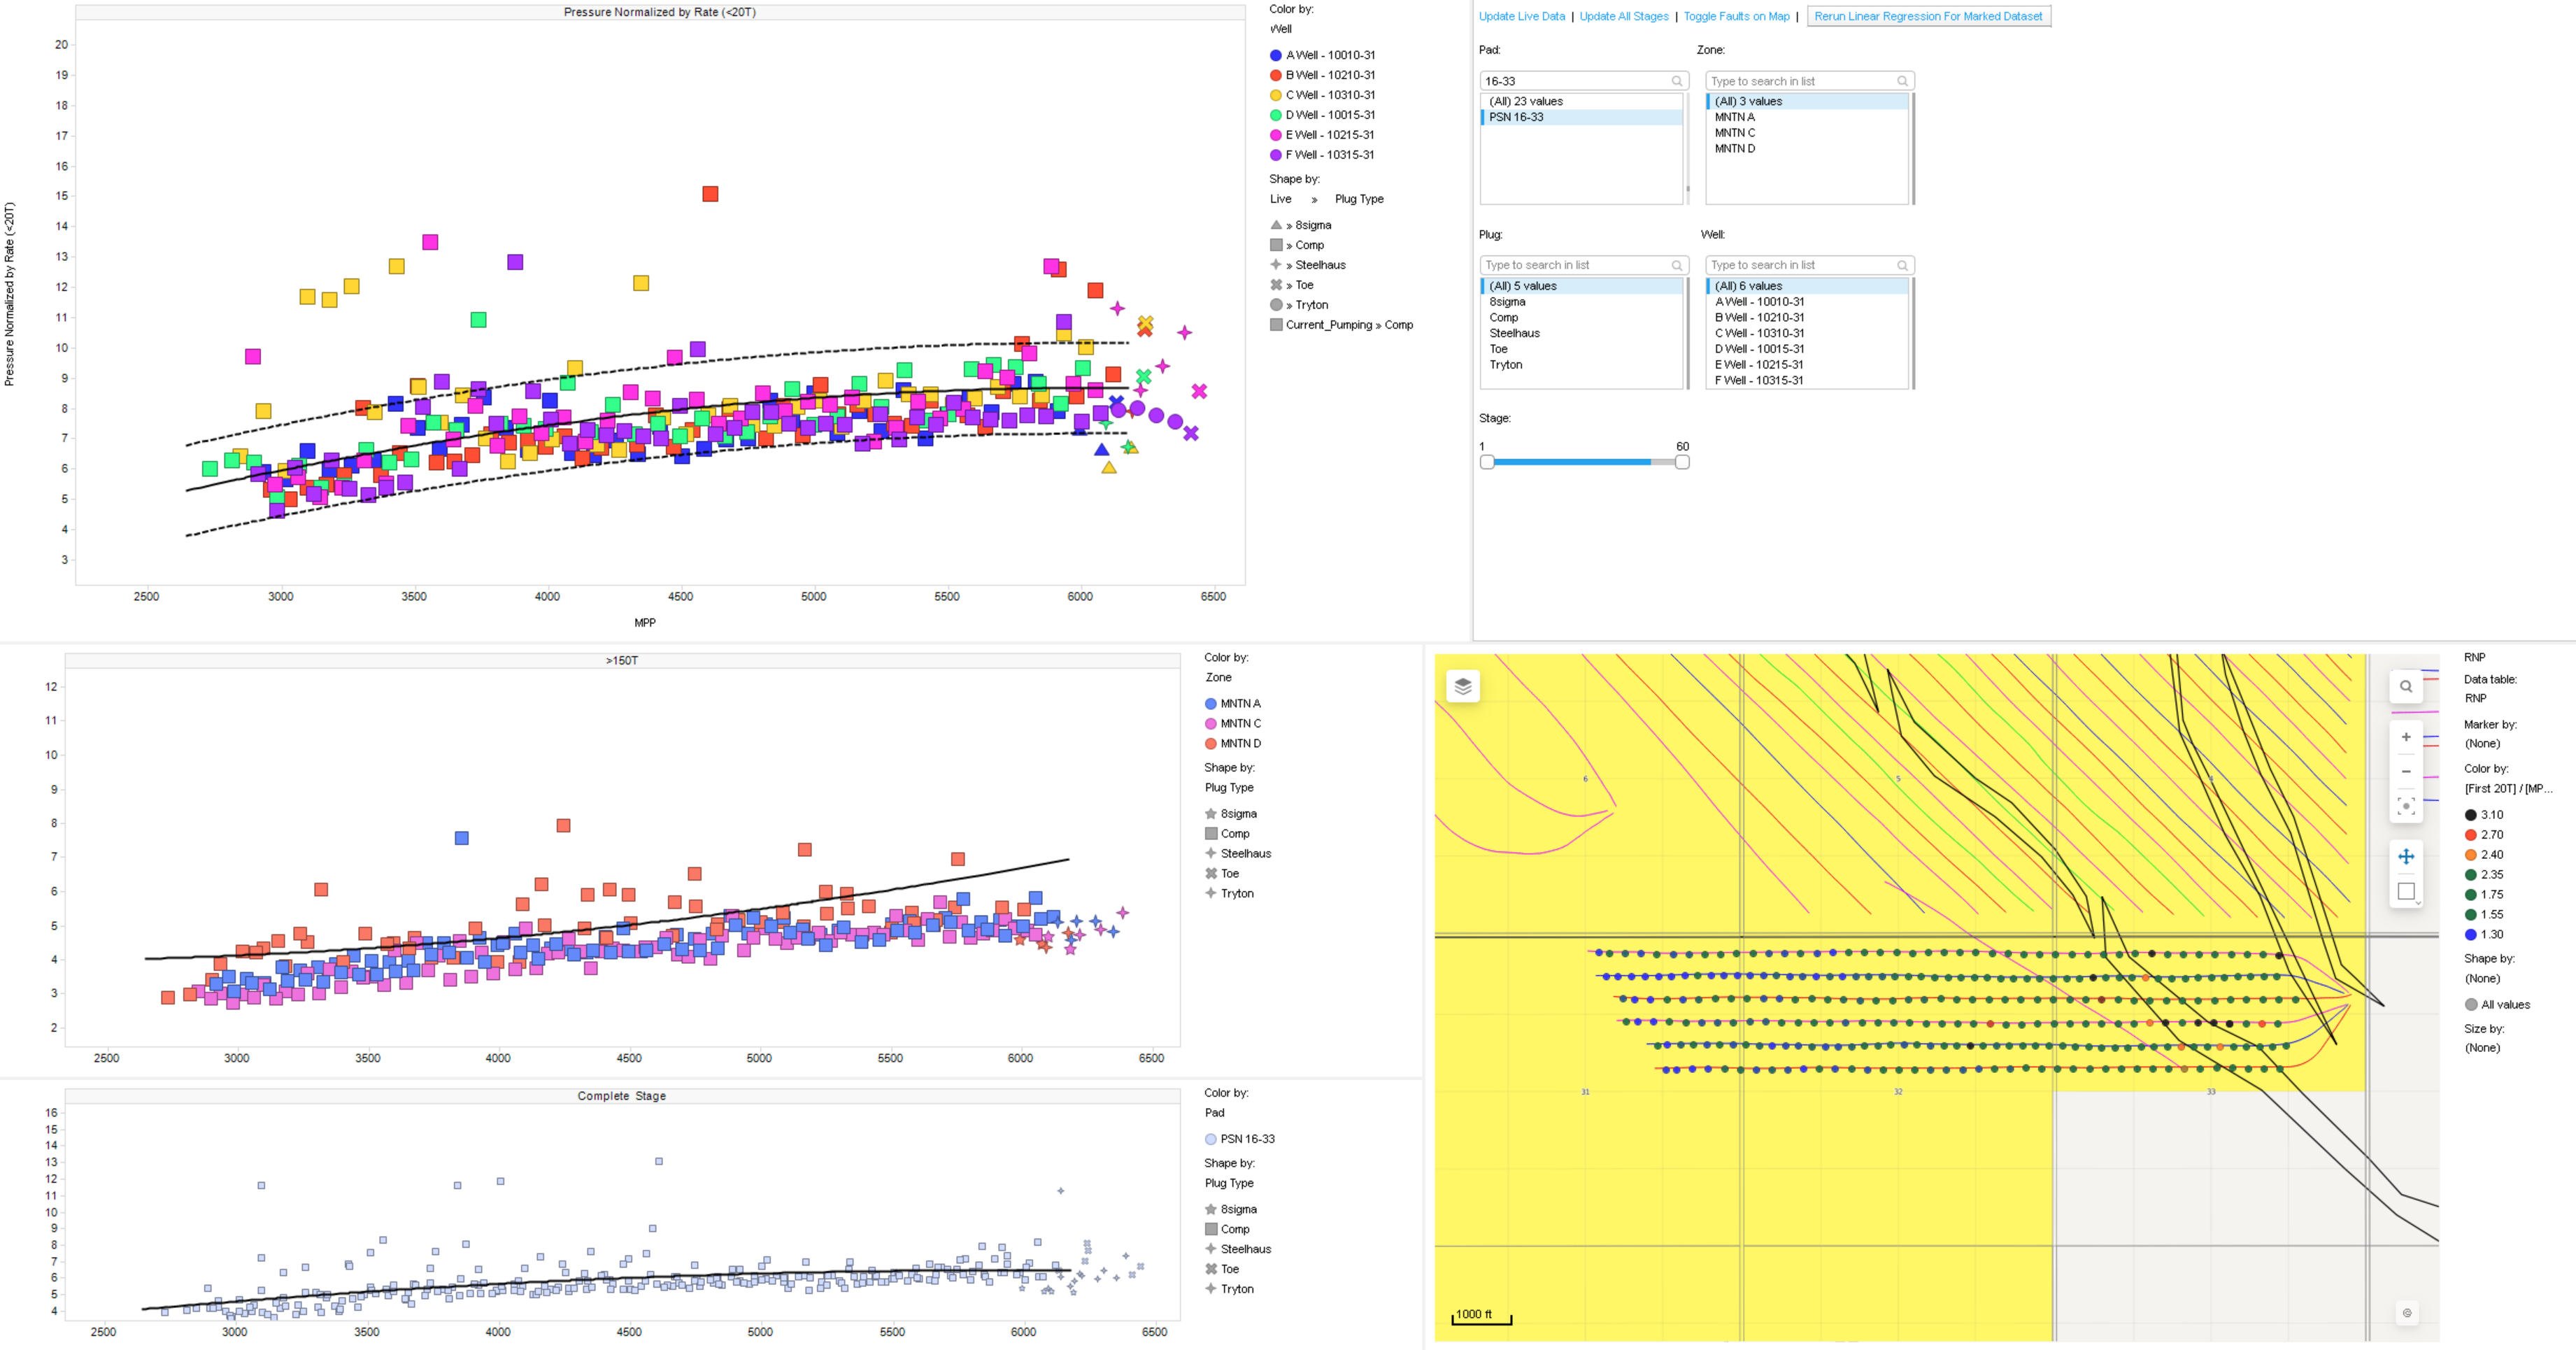 Pressure Normalized by Rate (<20T)
20
19
18
17
16
15
14
13
12
11
10
9
8
7
6
5
4
3
Pressure Normalized by Rate (<20T)
2500 3000 3500 4000 4500 5000 5500 6000 6500
MPP
Color by:
Well
A Well - 10010-31
B Well - 10210-31
C Well - 10310-31
D Well - 10015-31
E Well - 10215-31
F Well - 10315-31
Shape by:
Live » Plug Type
» 8sigma
» Comp
» Steelhaus
» Toe
» Tryton
Current_Pumping » Comp
Update Live Data | Update All Stages | Toggle Faults on Map | Rerun Linear Regression For Marked Dataset
Pad:
16-33
(All) 23 values
PSN 16-33
Zone:
Type to search in list
(All) 3 values
MNTN A
MNTN C
MNTN D
Plug:
Type to search in list
(All) 5 values
8sigma
Comp
Steelhaus
Toe
Tryton
Well:
Type to search in list
(All) 6 values
A Well - 10010-31
B Well - 10210-31
C Well - 10310-31
D Well - 10015-31
E Well - 10215-31
F Well - 10315-31
Stage:
1 60
>150T
12
11
10
9
8
7
6
5
4
3
2
2500 3000 3500 4000 4500 5000 5500 6000 6500
Color by:
Zone
MNTN A
MNTN C
MNTN D
Shape by:
Plug Type
8sigma
Comp
Steelhaus
Toe
Tryton
Complete Stage
16
15
14
13
12
11
10
9
8
7
6
5
4
2500 3000 3500 4000 4500 5000 5500 6000 6500
Color by:
Pad
PSN 16-33
Shape by:
Plug Type
8sigma
Comp
Steelhaus
Toe
Tryton
6 5
31 32 33
1000 ft
RNP
Data table:
RNP
Marker by:
(None)
Color by:
[First 20T] / [MP...
3.10
2.70
2.40
2.35
1.75
1.55
1.30
Shape by:
(None)
All values
Size by:
(None)